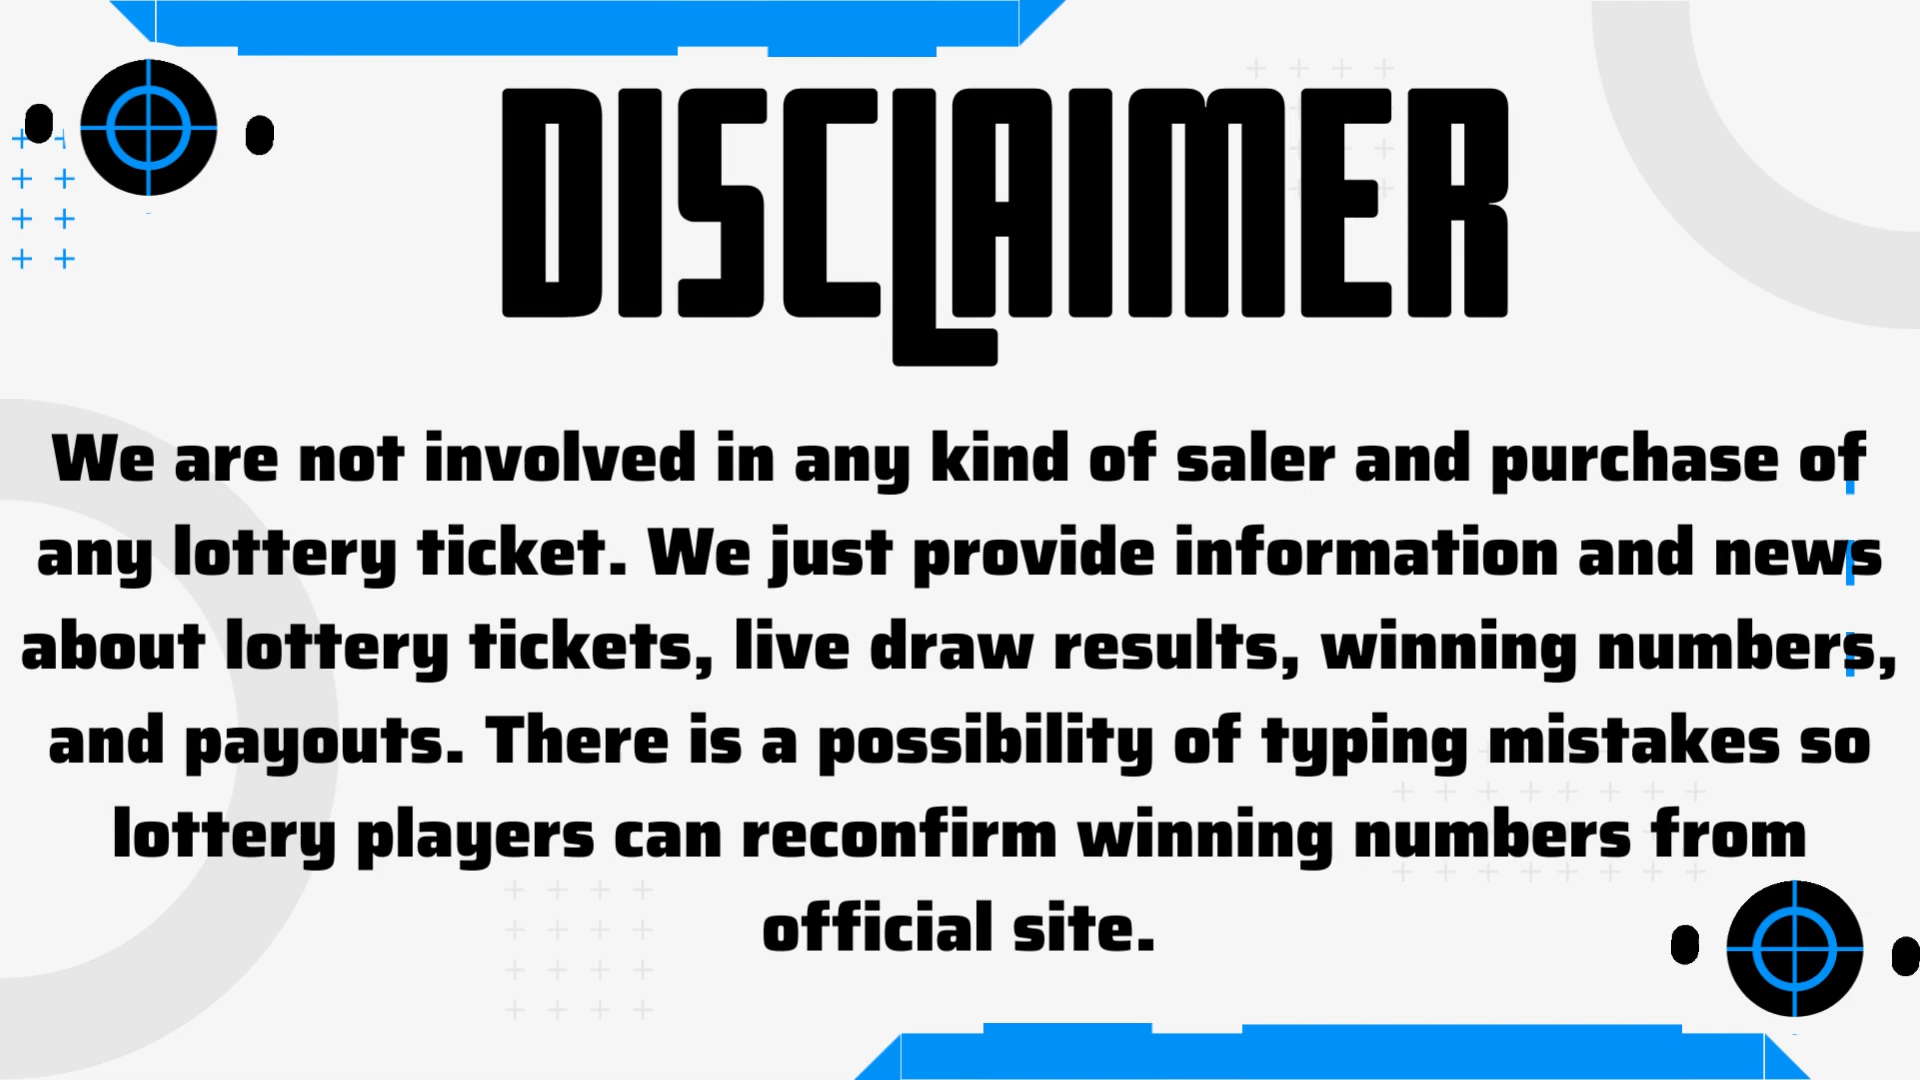 DISCLAIMER
We are not involved in any kind of saler and purchase of
any lottery ticket. We just provide information and news
about lottery tickets, live draw results, winning numbers,
and payouts. There is a possibility of typing mistakes so
lottery players can reconfirm winning numbers from
official site.